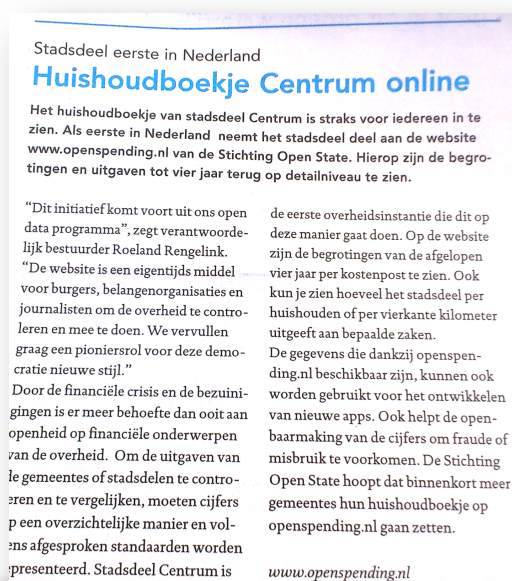 Stadsdeel eerste in Nederland
Huishoudboekje Centrum online
Het huishoudboekje van stadsdeel Centrum is straks voor iedereen in te
zien. Als eerste in Nederland neemt het stadsdeel deel aan de website
www.openspending.nl van de Stichting Open State. Hierop zijn de begro-
tingen en uitgaven tot vier jaar terug op detailniveau te zien.
“Dit initiatief komt voort uit ons open
data programma”, zegt verantwoorde-
lijk bestuurder Roeland Rengelink.
“De website is een eigentijds middel
voor burgers, belangenorganisaties en
journalisten om de overheid te contro-
leren en mee te doen. We vervullen
graag een pioniersrol voor deze demo-
cratie nieuwe stijl.”
Door de financiële crisis en de bezuini-
gingen is er meer behoefte dan ooit aan
openheid op financiële onderwerpen
van de overheid. Om de uitgaven van
de gemeentes of stadsdelen te contro-
eren en te vergelijken, moeten cijfers
p een overzichtelijke manier en vol-
ens afgesproken standaarden worden
presenteerd. Stadsdeel Centrum is
de eerste overheidsinstantie die dit op
deze manier gaat doen. Op de website
zijn de begrotingen van de afgelopen
vier jaar per kostenpost te zien. Ook
kun je zien hoeveel het stadsdeel per
huishouden of per vierkante kilometer
uitgeeft aan bepaalde zaken.
De gegevens die dankzij openspen-
ding.nl beschikbaar zijn, kunnen ook
worden gebruikt voor het ontwikkelen
van nieuwe apps. Ook helpt de open-
baarmaking van de cijfers om fraude of
misbruik te voorkomen. De Stichting
Open State hoopt dat binnenkort meer
gemeentes hun huishoudboekje op
openspending.nl gaan zetten.
www.openspending.nl